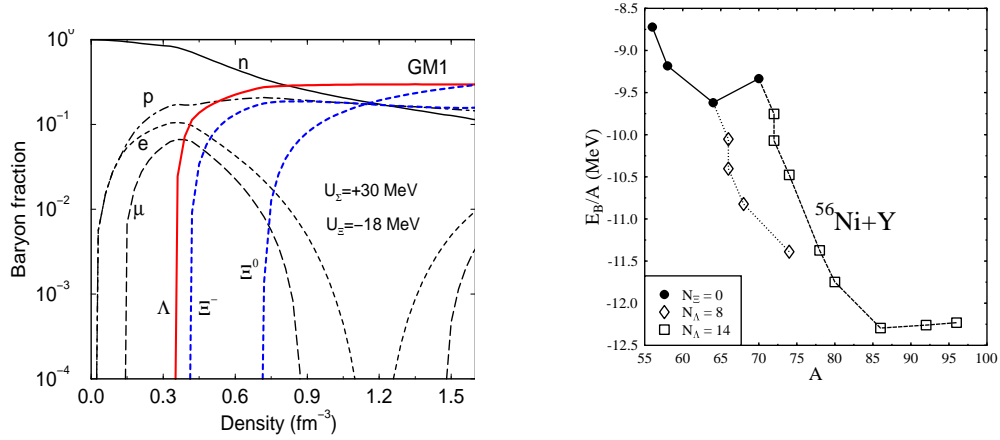 10⁰
10⁻¹
10⁻²
10⁻³
10⁻⁴
Baryon fraction
n
GM1
p
e
μ
U_Σ=+30 MeV
U_Ξ=−18 MeV
Λ
Ξ⁻
Ξ⁰
0.0 0.3 0.6 0.9 1.2 1.5
Density (fm⁻³)
-8.5
-9.0
-9.5
-10.0
-10.5
-11.0
-11.5
-12.0
-12.5
E_B/A (MeV)
⁵⁶Ni+Y
N_Ξ = 0
N_Λ = 8
N_Λ = 14
55 60 65 70 75 80 85 90 95 100
A